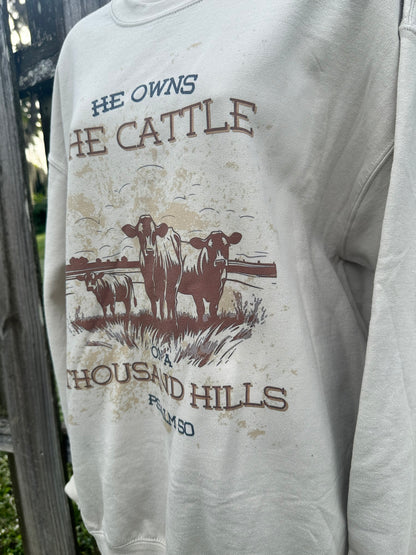 HE OWNS
HE CATTLE
ON A
THOUSAND HILLS
PSALM 50